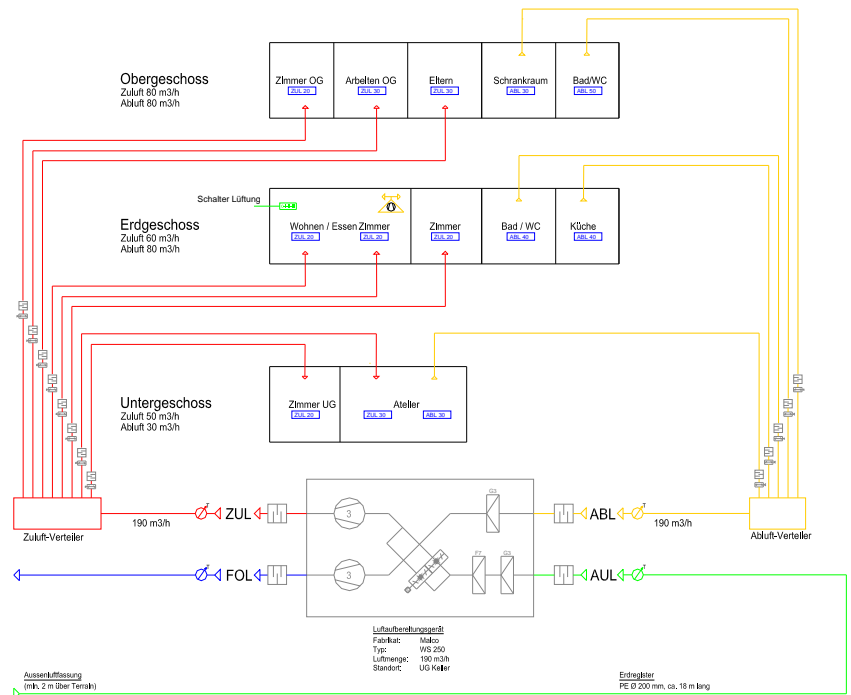 Obergeschoss
Zuluft 80 m3/h
Abluft 80 m3/h
Zimmer OG
ZUL 20
Arbeiten OG
ZUL 30
Eltern
ZUL 30
Schrankraum
ABL 30
Bad/WC
ABL 50
Schalter Lüftung
Erdgeschoss
Zuluft 60 m3/h
Abluft 80 m3/h
Wohnen / Essen
ZUL 20
Zimmer
ZUL 20
Zimmer
ZUL 20
Bad / WC
ABL 40
Küche
ABL 40
Untergeschoss
Zuluft 50 m3/h
Abluft 30 m3/h
Zimmer UG
ZUL 20
Atelier
ZUL 30
ABL 30
Zuluft-Verteiler
190 m3/h
T
ZUL
3
G3
ABL
T
190 m3/h
Abluft-Verteiler
T
FOL
3
F7
G3
AUL
T
Luftaufbereitungsgerät
Fabrikat: Maico
Typ: WS 250
Luftmenge: 190 m3/h
Standort: UG Keller
Aussenluftfassung
(min. 2 m über Terrain)
Erdregister
PE Ø 200 mm, ca. 18 m lang